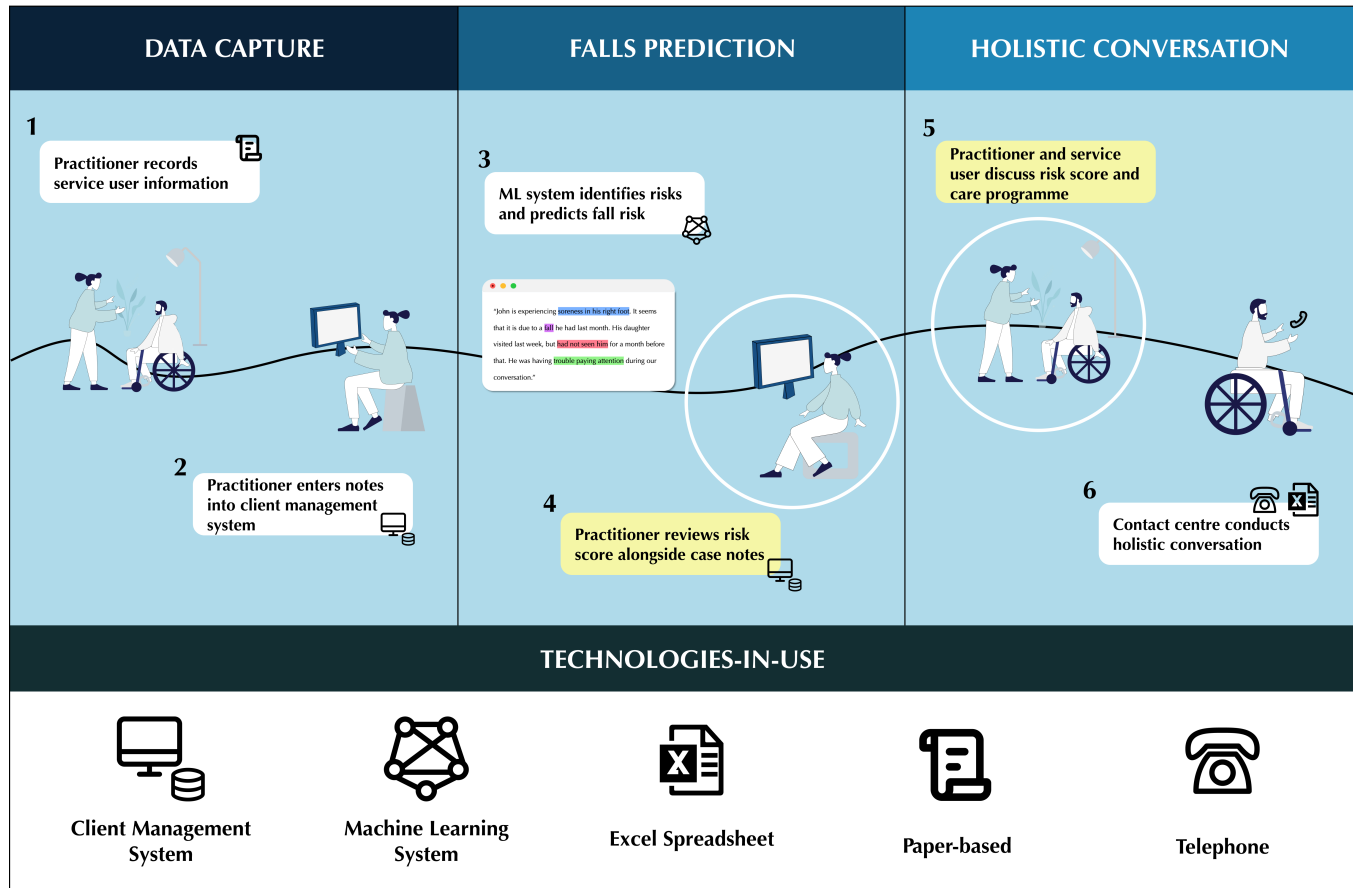 DATA CAPTURE
FALLS PREDICTION
HOLISTIC CONVERSATION
1
Practitioner records
service user information
2
Practitioner enters notes
into client management
system
3
ML system identifies risks
and predicts fall risk
"John is experiencing soreness in his right foot. It seems
that it is due to a fall he had last month. His daughter
visited last week, but had not seen him for a month before
that. He was having trouble paying attention during our
conversation."
4
Practitioner reviews risk
score alongside case notes
5
Practitioner and service
user discuss risk score and
care programme
6
Contact centre conducts
holistic conversation
X
TECHNOLOGIES-IN-USE
X
Client Management
System
Machine Learning
System
Excel Spreadsheet
Paper-based
Telephone